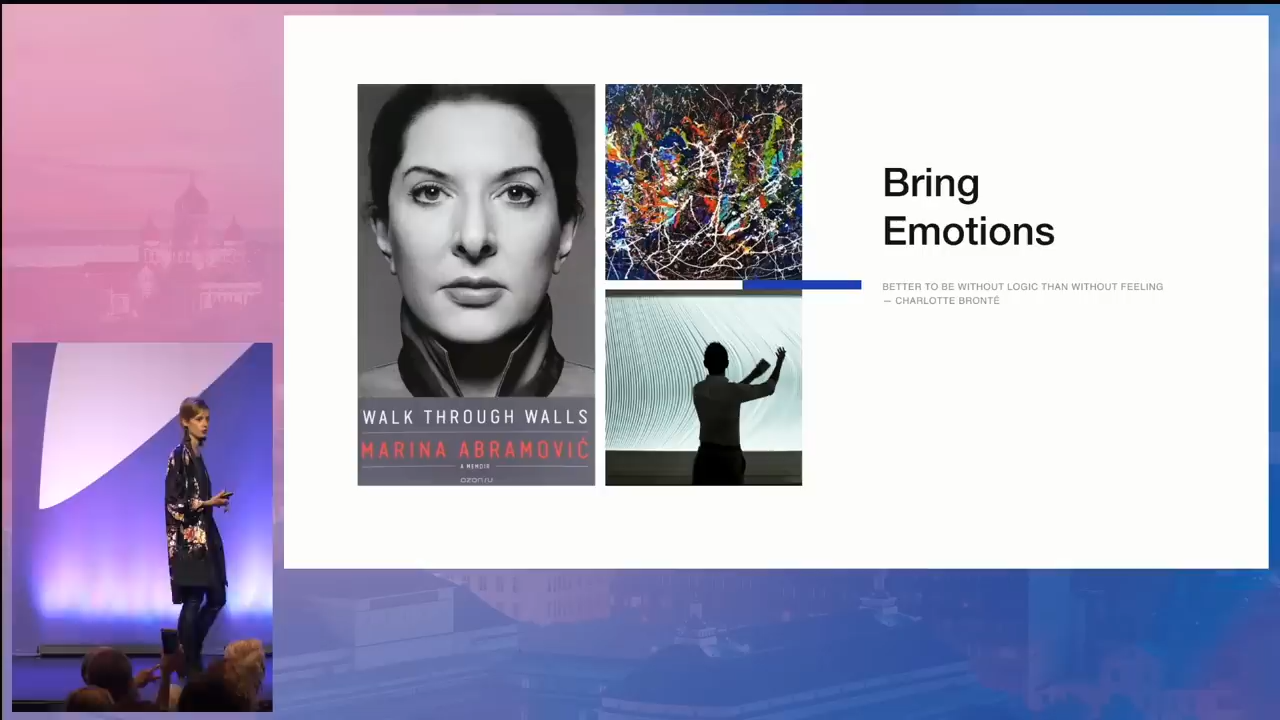 WALK THROUGH WALLS
MARINA ABRAMOVIĆ
A MEMOIR
ozon.ru
Bring
Emotions
BETTER TO BE WITHOUT LOGIC THAN WITHOUT FEELING
— CHARLOTTE BRONTÉ